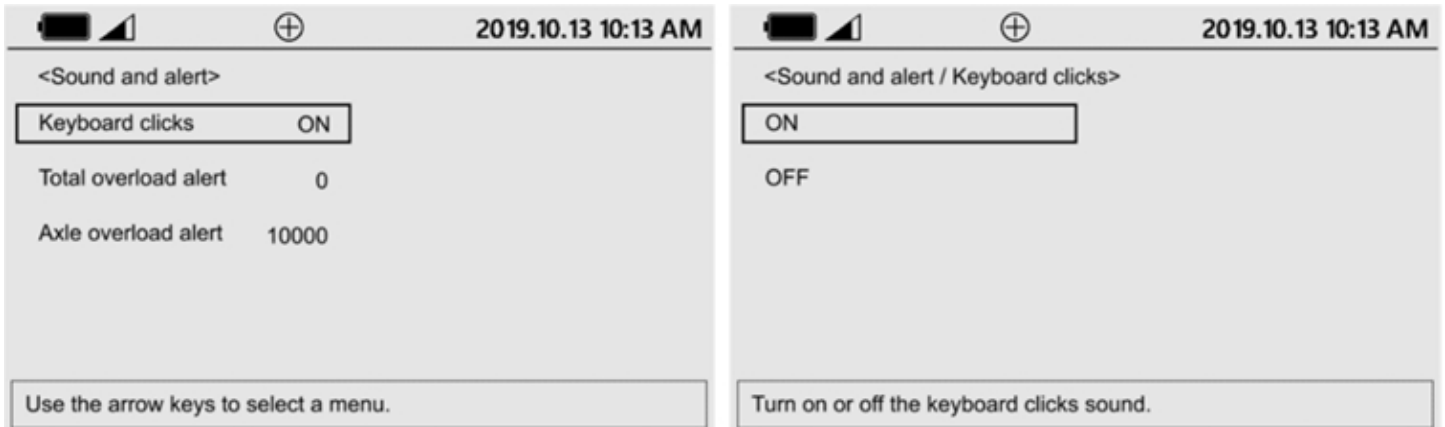 2019.10.13 10:13 AM
<Sound and alert>
Keyboard clicks ON
Total overload alert 0
Axle overload alert 10000
Use the arrow keys to select a menu.
2019.10.13 10:13 AM
<Sound and alert / Keyboard clicks>
ON
OFF
Turn on or off the keyboard clicks sound.